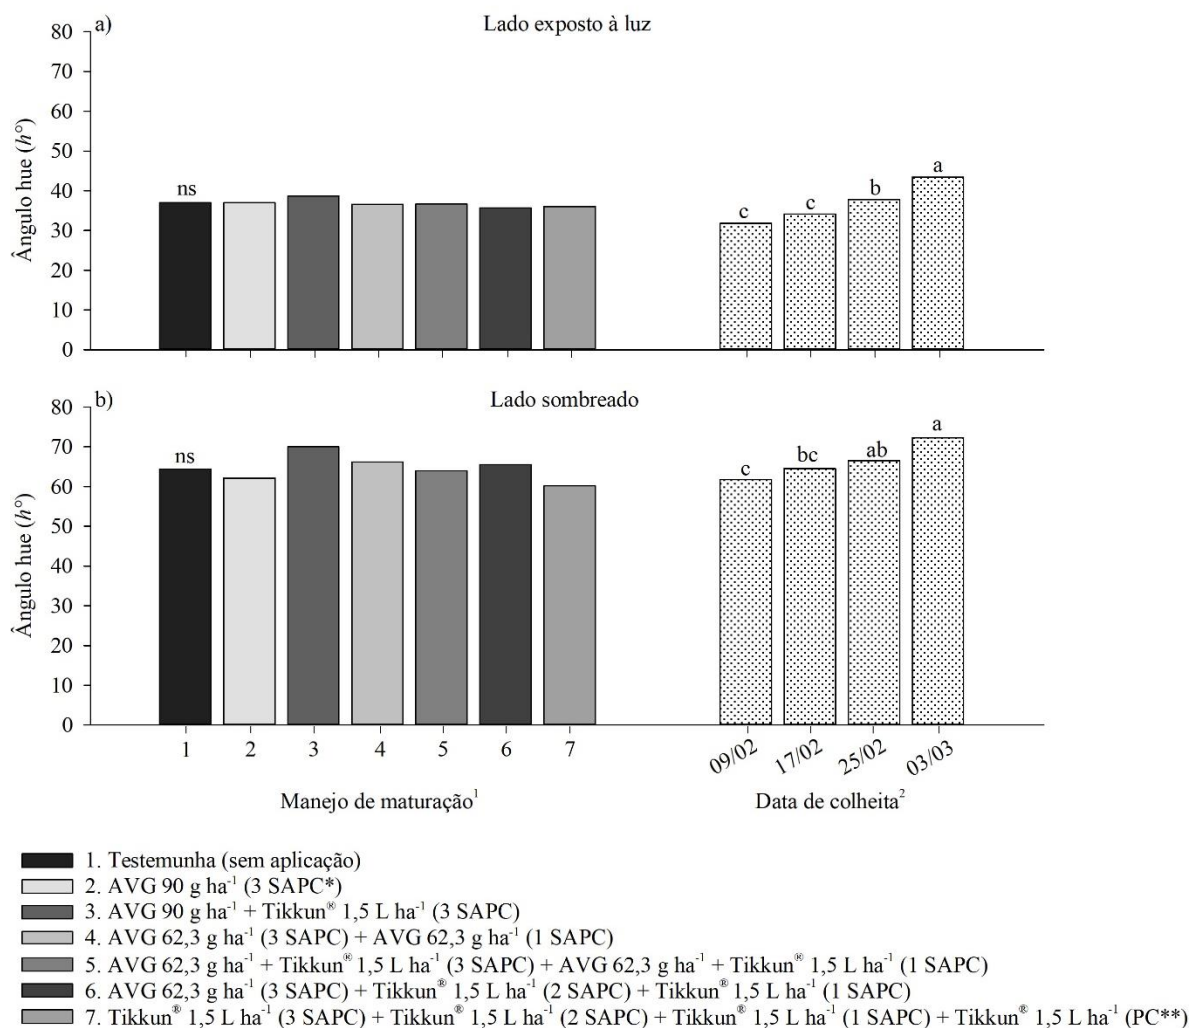 a)
Lado exposto à luz
Ângulo hue (h°)
80
70
60
50
40
30
20
10
0
ns
c
c
b
a
b)
Lado sombreado
Ângulo hue (h°)
80
70
60
50
40
30
20
10
0
ns
c
bc
ab
a
1 2 3 4 5 6 7
09/02 17/02 25/02 03/03
Manejo de maturação¹
Data de colheita²
1. Testemunha (sem aplicação)
2. AVG 90 g ha⁻¹ (3 SAPC*)
3. AVG 90 g ha⁻¹ + Tikkun® 1,5 L ha⁻¹ (3 SAPC)
4. AVG 62,3 g ha⁻¹ (3 SAPC) + AVG 62,3 g ha⁻¹ (1 SAPC)
5. AVG 62,3 g ha⁻¹ + Tikkun® 1,5 L ha⁻¹ (3 SAPC) + AVG 62,3 g ha⁻¹ + Tikkun® 1,5 L ha⁻¹ (1 SAPC)
6. AVG 62,3 g ha⁻¹ (3 SAPC) + Tikkun® 1,5 L ha⁻¹ (2 SAPC) + Tikkun® 1,5 L ha⁻¹ (1 SAPC)
7. Tikkun® 1,5 L ha⁻¹ (3 SAPC) + Tikkun® 1,5 L ha⁻¹ (2 SAPC) + Tikkun® 1,5 L ha⁻¹ (1 SAPC) + Tikkun® 1,5 L ha⁻¹ (PC**)